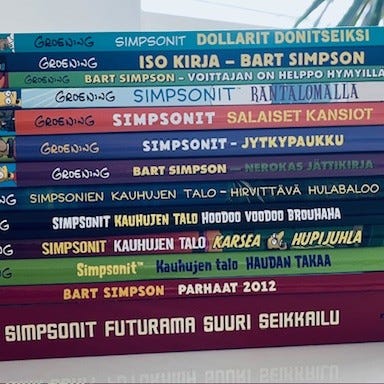 GROENING SIMPSONIT DOLLARIT DONITSEIKSI
GROENING ISO KIRJA – BART SIMPSON
GROENING BART SIMPSON – VOITTAJAN ON HELPPO HYMYILLÄ
GROENING SIMPSONIT™ RANTALOMALLA
GROENING SIMPSONIT SALAISET KANSIOT
GROENING SIMPSONIT – JYTKYPAUKKU
GROENING BART SIMPSON – NEROKAS JÄTTIKIRJA
SIMPSONIEN KAUHUJEN TALO – HIRVITTÄVÄ HULABALOO
SIMPSONIT KAUHUJEN TALO HOODOO VOODOO BROUHAHA
SIMPSONIT KAUHUJEN TALO KARSEA HUPIJUHLA
Simpsonit™ Kauhujen talo HAUDAN TAKAA
BART SIMPSON PARHAAT 2012
SIMPSONIT FUTURAMA SUURI SEIKKAILU